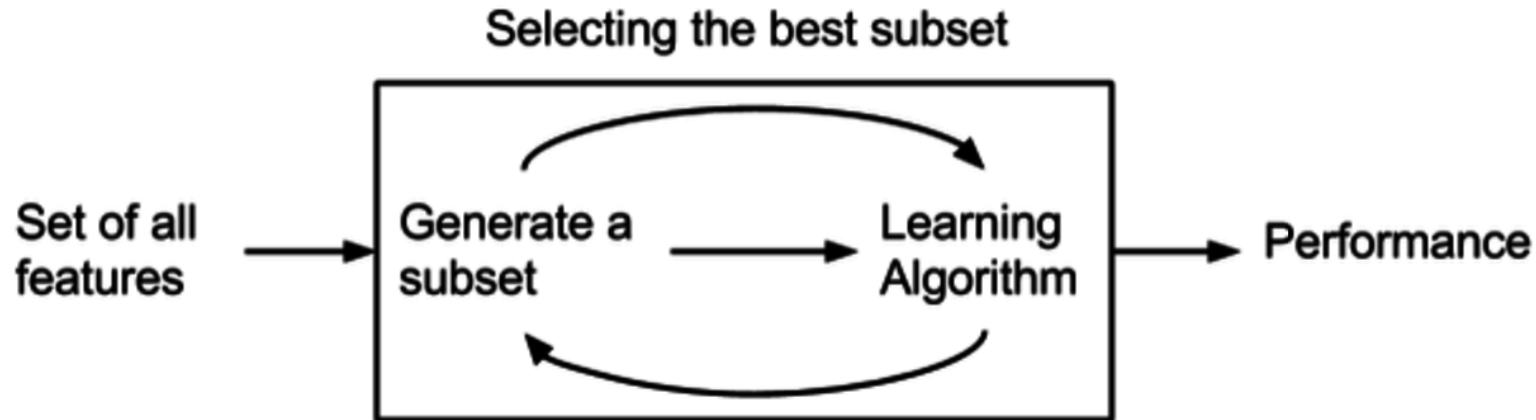 Selecting the best subset
Set of all
features
Generate a
subset
Learning
Algorithm
Performance